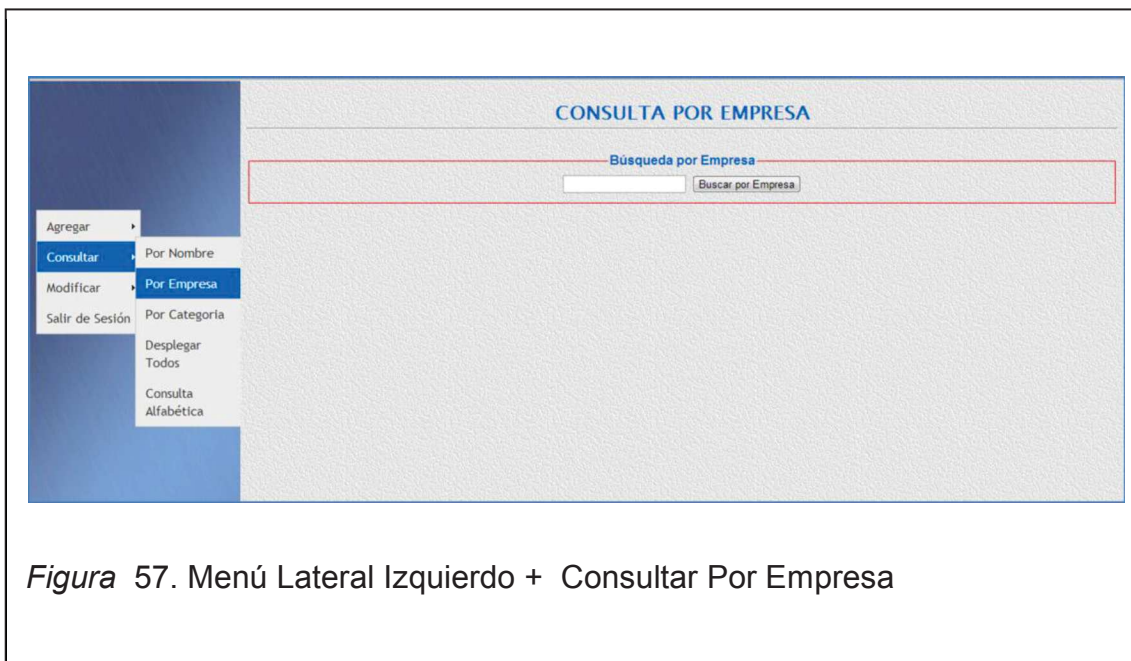 CONSULTA POR EMPRESA
Búsqueda por Empresa
Buscar por Empresa
Agregar
Consultar
Modificar
Salir de Sesión
Por Nombre
Por Empresa
Por Categoria
Desplegar
Todos
Consulta
Alfabética
Figura 57. Menú Lateral Izquierdo + Consultar Por Empresa